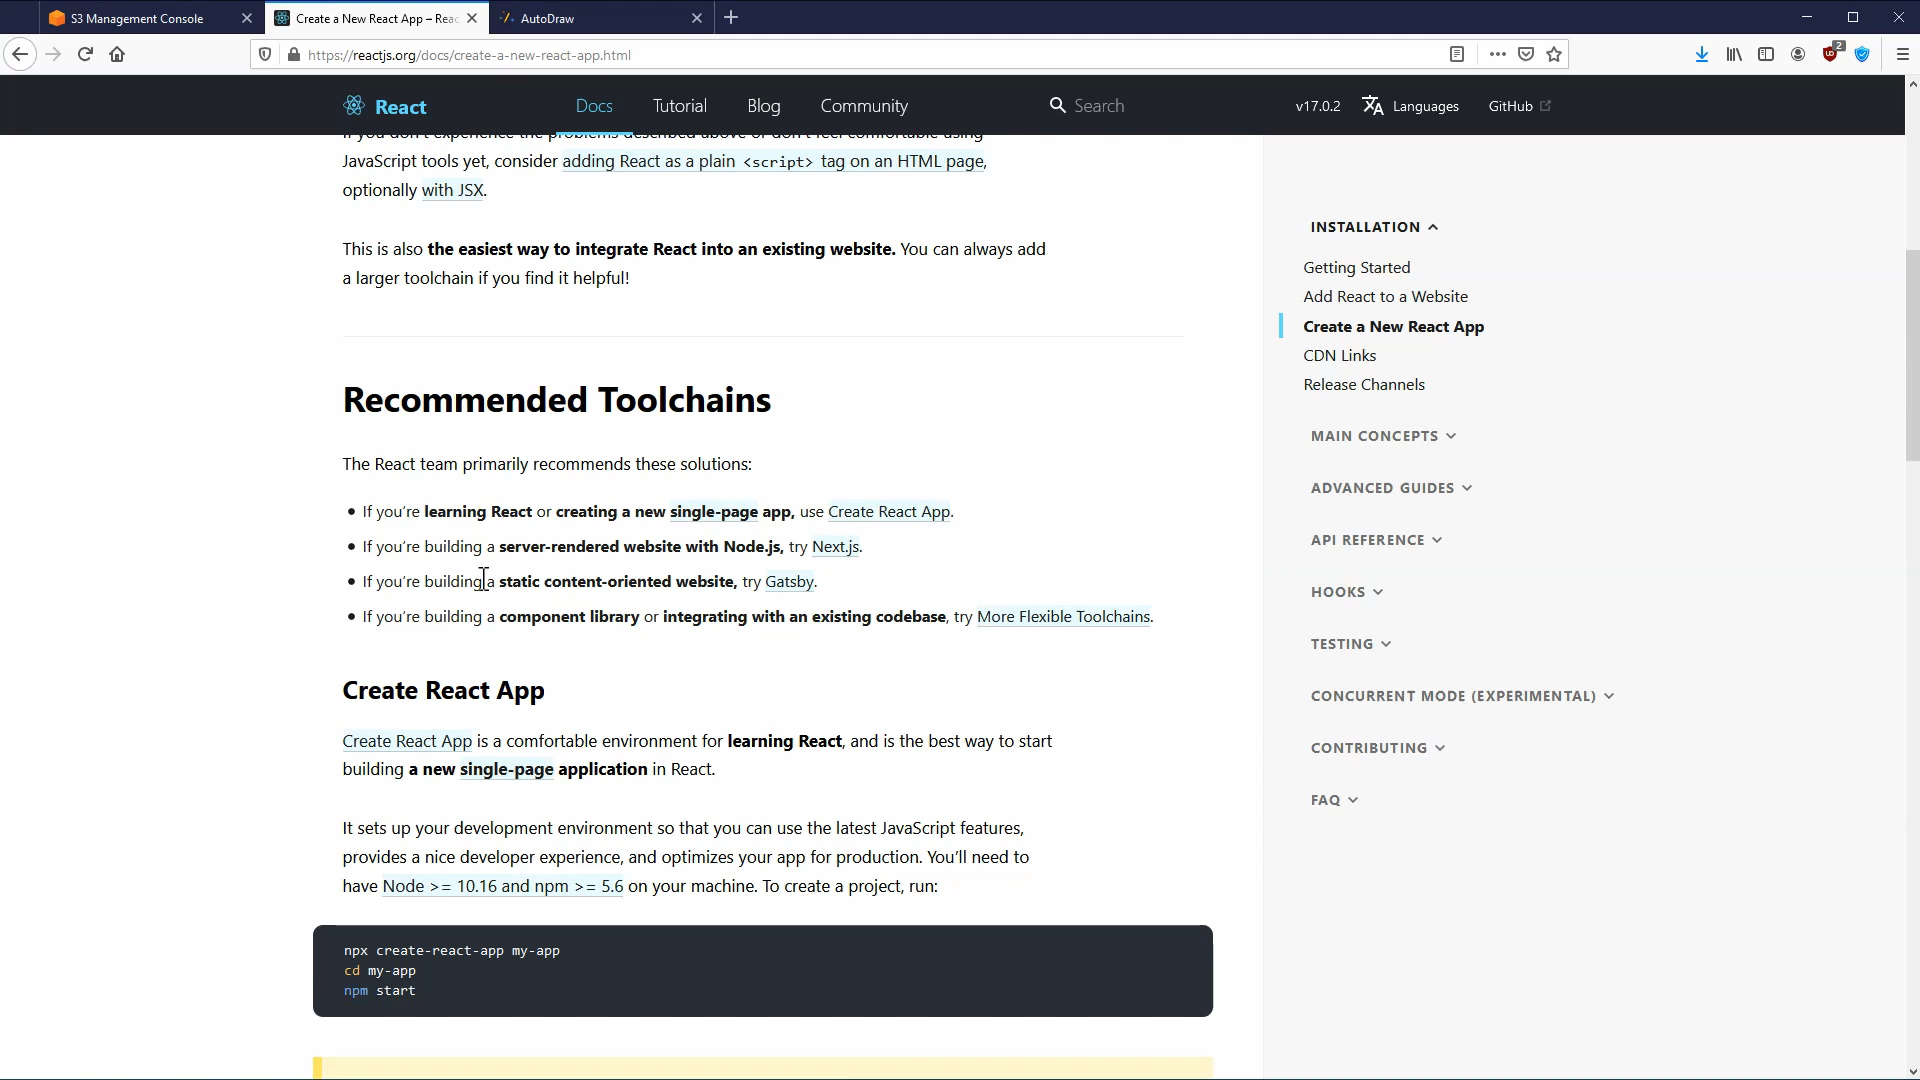 S3 Management Console
Create a New React App – Reac
AutoDraw
https://reactjs.org/docs/create-a-new-react-app.html
2
React
Docs
Tutorial
Blog
Community
Search
v17.0.2
Languages
GitHub
If you don't experience the problems described above or don't feel comfortable using
JavaScript tools yet, consider adding React as a plain <script> tag on an HTML page,
optionally with JSX.
This is also the easiest way to integrate React into an existing website. You can always add
a larger toolchain if you find it helpful!
Recommended Toolchains
The React team primarily recommends these solutions:
• If you're learning React or creating a new single-page app, use Create React App.
• If you're building a server-rendered website with Node.js, try Next.js.
• If you're building a static content-oriented website, try Gatsby.
• If you're building a component library or integrating with an existing codebase, try More Flexible Toolchains.
Create React App
Create React App is a comfortable environment for learning React, and is the best way to start
building a new single-page application in React.
It sets up your development environment so that you can use the latest JavaScript features,
provides a nice developer experience, and optimizes your app for production. You'll need to
have Node >= 10.16 and npm >= 5.6 on your machine. To create a project, run:
npx create-react-app my-app
cd my-app
npm start
INSTALLATION
Getting Started
Add React to a Website
Create a New React App
CDN Links
Release Channels
MAIN CONCEPTS
ADVANCED GUIDES
API REFERENCE
HOOKS
TESTING
CONCURRENT MODE (EXPERIMENTAL)
CONTRIBUTING
FAQ